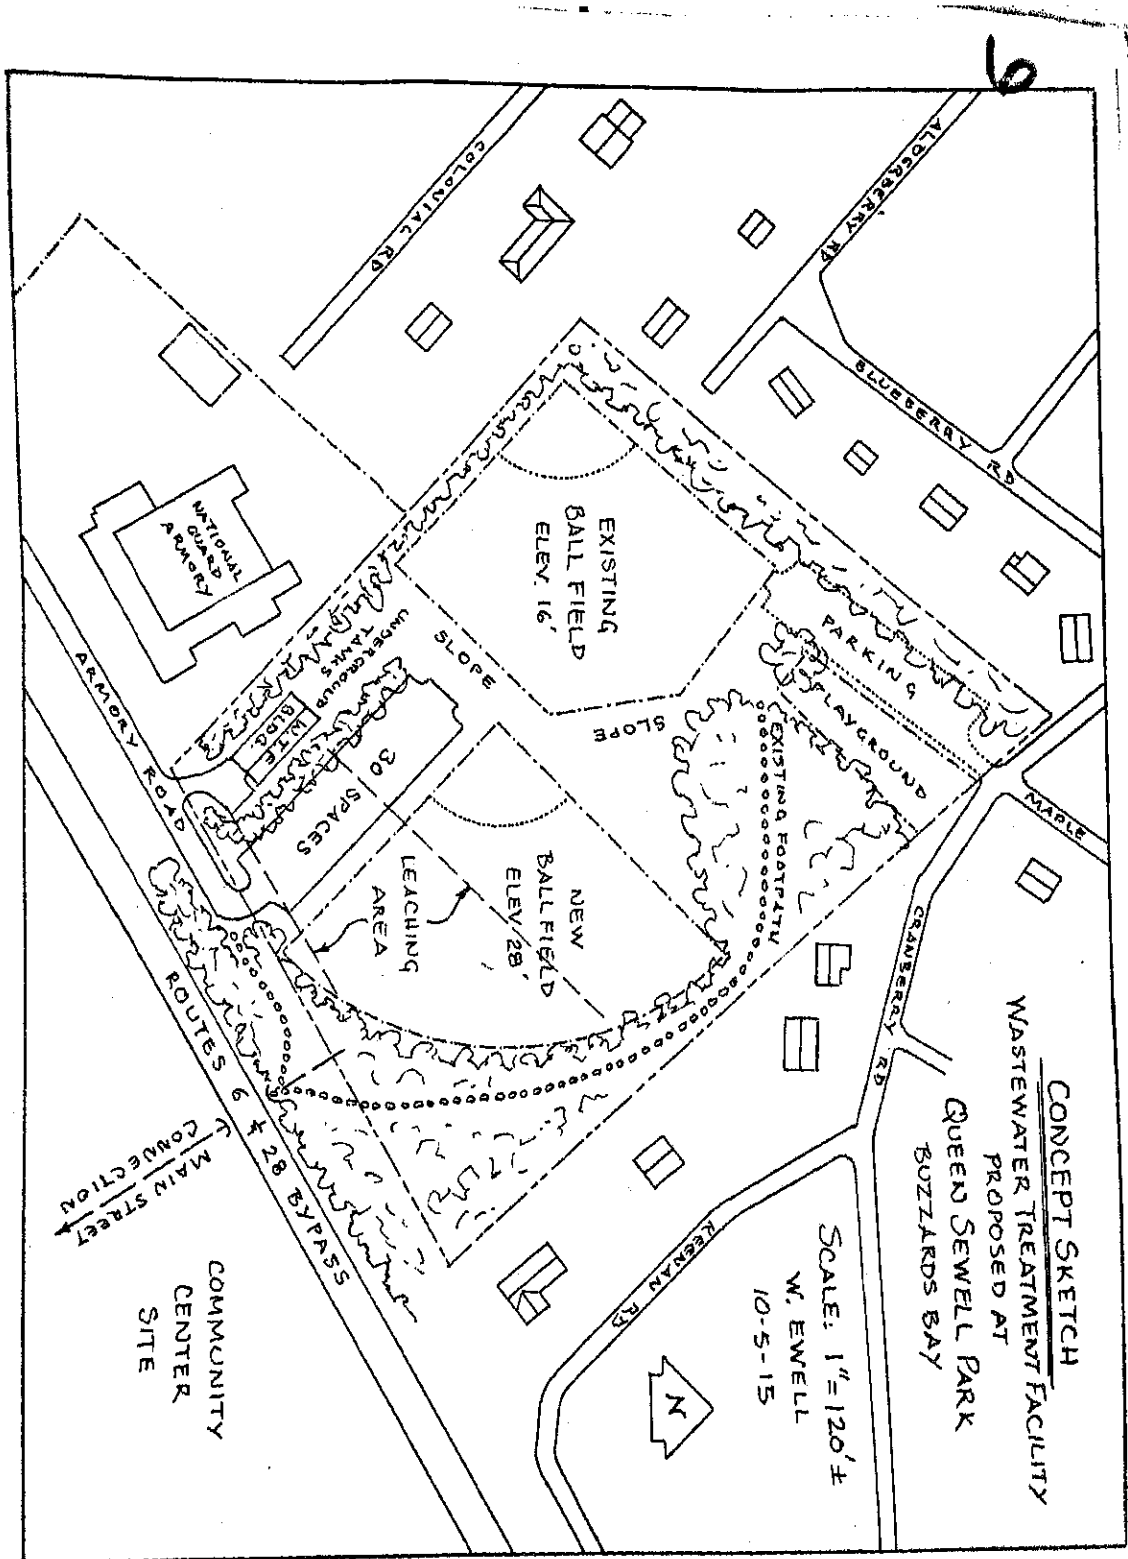 6
CONCEPT SKETCH
WASTEWATER TREATMENT FACILITY
PROPOSED AT
QUEEN SEWELL PARK
BUZZARDS BAY
SCALE: 1"=120'±
W. EWELL
10-5-15
N
ALDERBERRY RD
BLUEBERRY RD
MAPLE
CRANBERRY RD
KEENAN RD
COLONIAL RD
PARKING
PLAYGROUND
EXISTING FOOTPATH
EXISTING
BALL FIELD
ELEV. 16'
SLOPE
SLOPE
NEW
BALLFIELD
ELEV. 28'
LEACHING
AREA
30
SPACES
UNDERGROUND
TANKS
W.T.F.
BLDG.
NATIONAL
GUARD
ARMORY
ARMORY ROAD
ROUTES 6 & 28 BYPASS
MAIN STREET
CONNECTION
COMMUNITY
CENTER
SITE